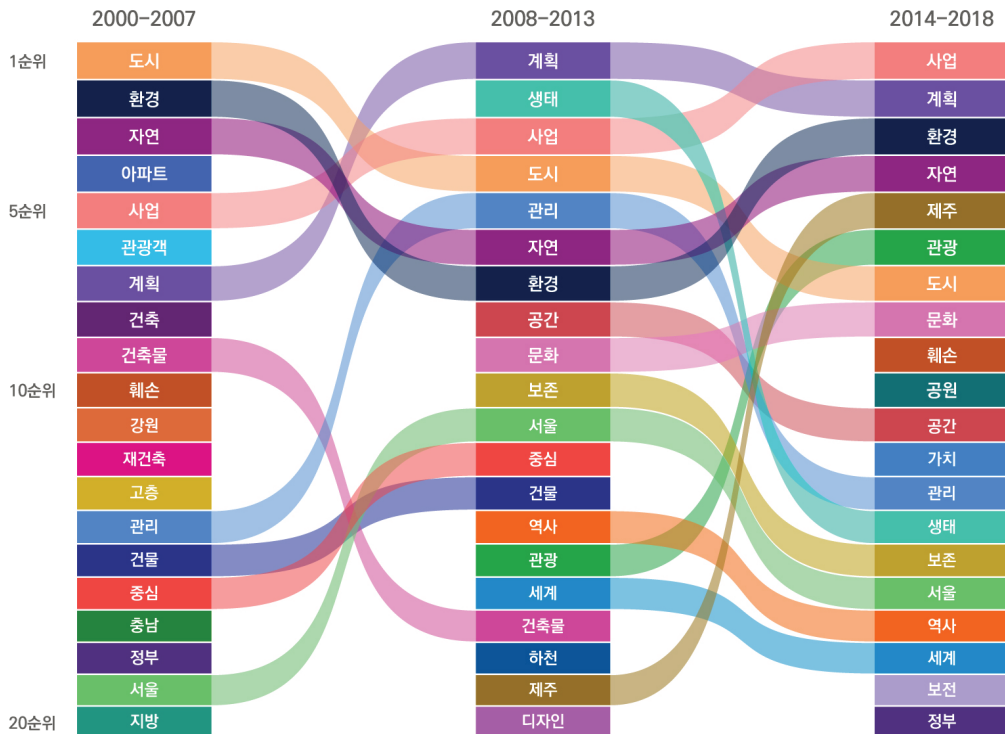 2000-2007 2008-2013 2014-2018
1순위 도시 계획 사업
환경 생태 계획
자연 사업 환경
아파트 도시 자연
5순위 사업 관리 제주
관광객 자연 관광
계획 환경 도시
건축 공간 문화
건축물 문화 훼손
10순위 훼손 보존 공원
강원 서울 공간
재건축 중심 가치
고층 건물 관리
관리 역사 생태
건물 관광 보존
중심 세계 서울
충남 건축물 역사
정부 하천 세계
서울 제주 보전
20순위 지방 디자인 정부